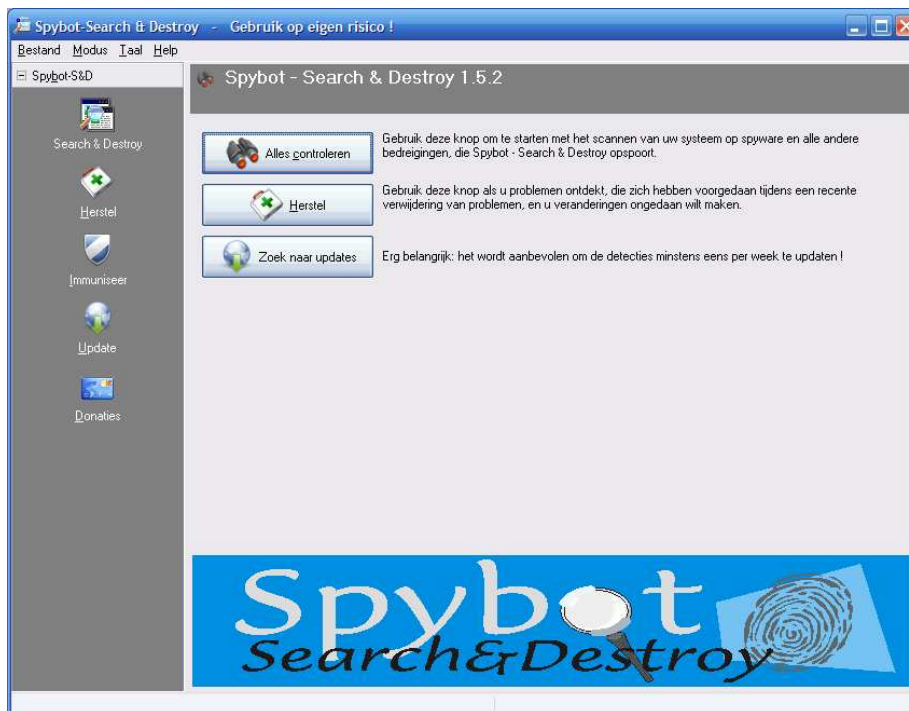 Spybot-Search & Destroy - Gebruik op eigen risico !
Bestand Modus Taal Help
Spybot-S&D
Search & Destroy
Herstel
Immuniseer
Update
Donaties
Spybot - Search & Destroy 1.5.2
Alles controleren
Gebruik deze knop om te starten met het scannen van uw systeem op spyware en alle andere
bedreigingen, die Spybot - Search & Destroy opspoort.
Herstel
Gebruik deze knop als u problemen ontdekt, die zich hebben voorgedaan tijdens een recente
verwijdering van problemen, en u veranderingen ongedaan wilt maken.
Zoek naar updates
Erg belangrijk: het wordt aanbevolen om de detecties minstens eens per week te updaten !
Spybot
Search&Destroy